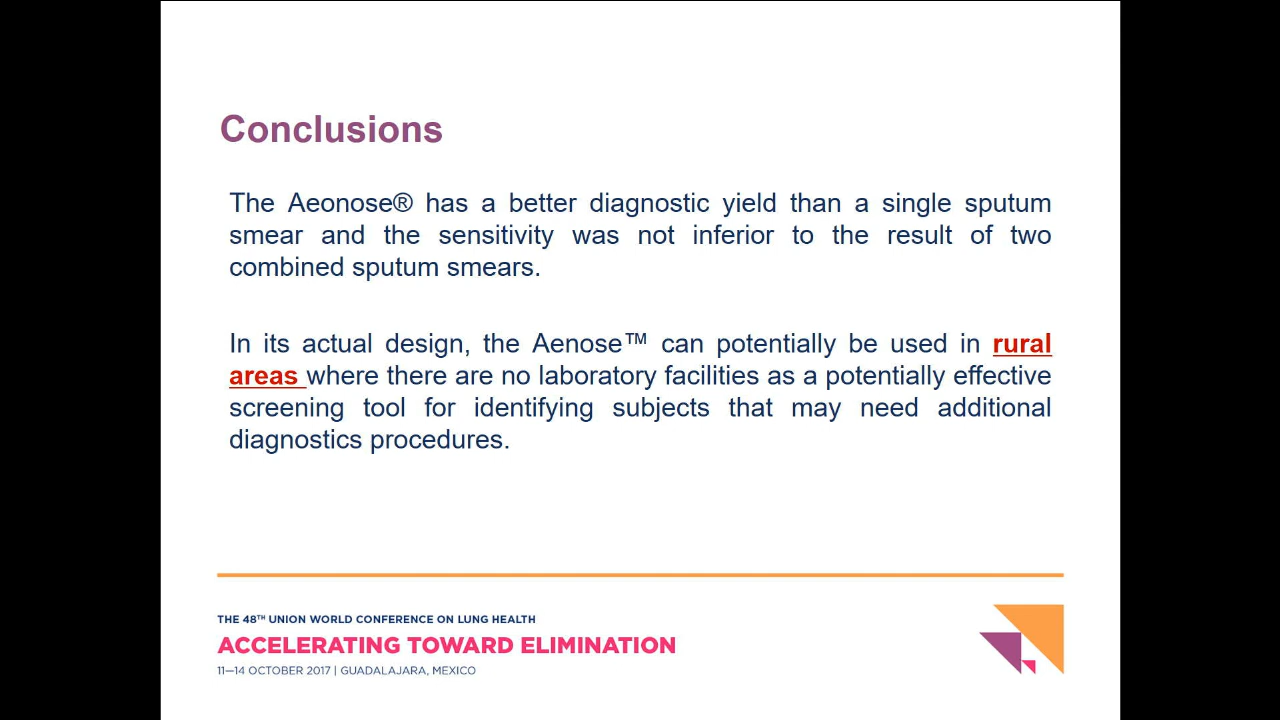 Conclusions
The Aeonose® has a better diagnostic yield than a single sputum
smear and the sensitivity was not inferior to the result of two
combined sputum smears.
In its actual design, the Aenose™ can potentially be used in rural
areas where there are no laboratory facilities as a potentially effective
screening tool for identifying subjects that may need additional
diagnostics procedures.
THE 48TH UNION WORLD CONFERENCE ON LUNG HEALTH
ACCELERATING TOWARD ELIMINATION
11—14 OCTOBER 2017 | GUADALAJARA, MEXICO